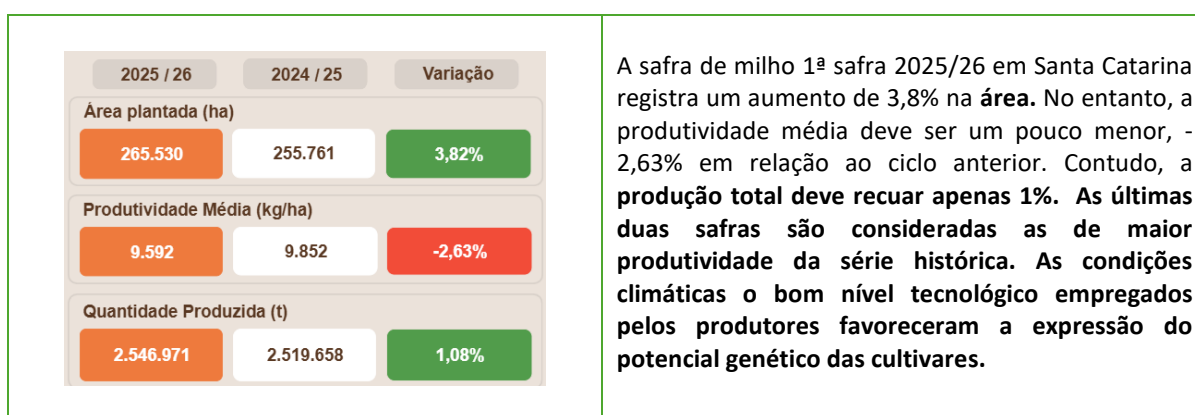 2025 / 26 2024 / 25 Variação
Área plantada (ha)
265.530 255.761 3,82%
Produtividade Média (kg/ha)
9.592 9.852 -2,63%
Quantidade Produzida (t)
2.546.971 2.519.658 1,08%
A safra de milho 1ª safra 2025/26 em Santa Catarina
registra um aumento de 3,8% na área. No entanto, a
produtividade média deve ser um pouco menor, -
2,63% em relação ao ciclo anterior. Contudo, a
produção total deve recuar apenas 1%. As últimas
duas safras são consideradas as de maior
produtividade da série histórica. As condições
climáticas o bom nível tecnológico empregados
pelos produtores favoreceram a expressão do
potencial genético das cultivares.